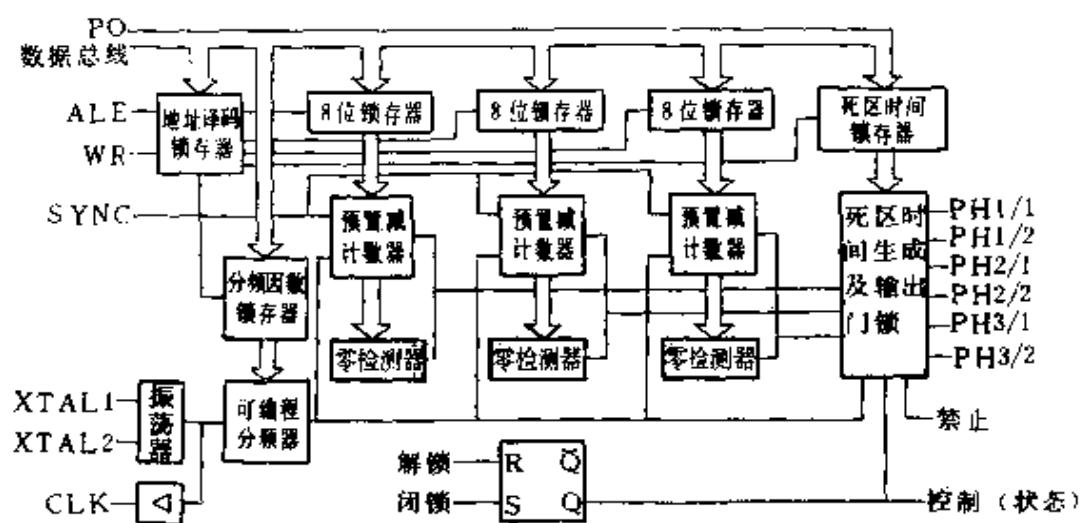 PO
数据总线
ALE
WR
SYNC
地址译码
锁存器
8位锁存器
8位锁存器
8位锁存器
死区时间
锁存器
预置减
计数器
预置减
计数器
预置减
计数器
死区时
间生成
及输出
门锁
PH1/1
PH1/2
PH2/1
PH2/2
PH3/1
PH3/2
分频因数
锁存器
零检测器
零检测器
零检测器
XTAL1
XTAL2
振荡器
可编程
分频器
禁止
CLK
解锁
闭锁
R Q̄
S Q
控制（状态）